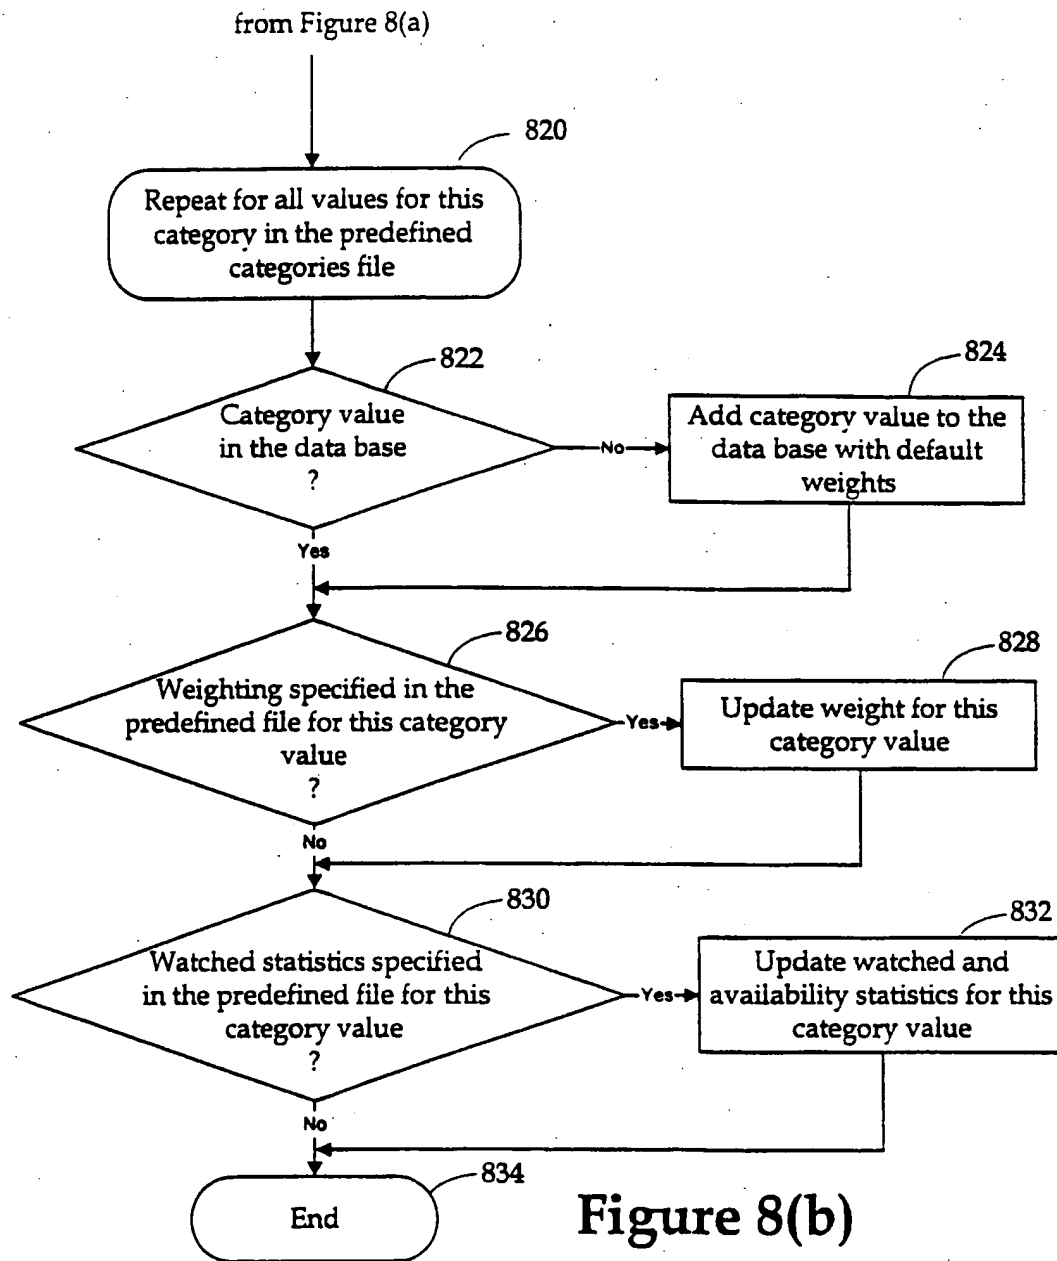 from Figure 8(a)
820
Repeat for all values for this
category in the predefined
categories file
822
Category value
in the data base
?
No
824
Add category value to the
data base with default
weights
Yes
826
Weighting specified in the
predefined file for this category
value
?
Yes
828
Update weight for this
category value
No
830
Watched statistics specified
in the predefined file for this
category value
?
Yes
832
Update watched and
availability statistics for this
category value
No
834
End
Figure 8(b)